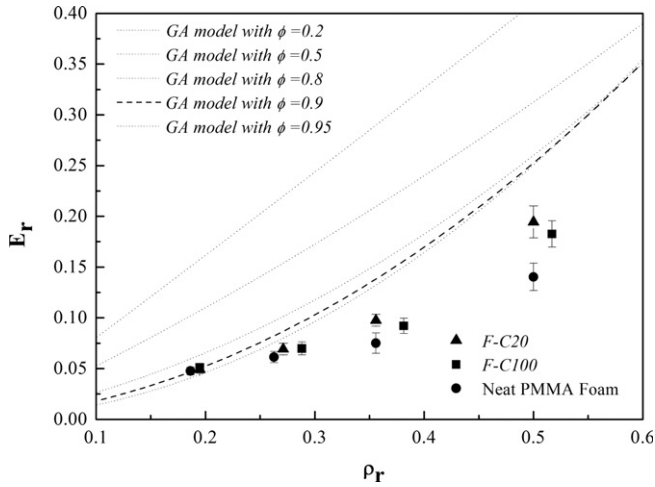 0.40
0.35
0.30
0.25
0.20
0.15
0.10
0.05
0.00
E_r
GA model with ϕ =0.2
GA model with ϕ =0.5
GA model with ϕ =0.8
GA model with ϕ =0.9
GA model with ϕ =0.95
F-C20
F-C100
Neat PMMA Foam
0.1 0.2 0.3 0.4 0.5 0.6
ρ_r